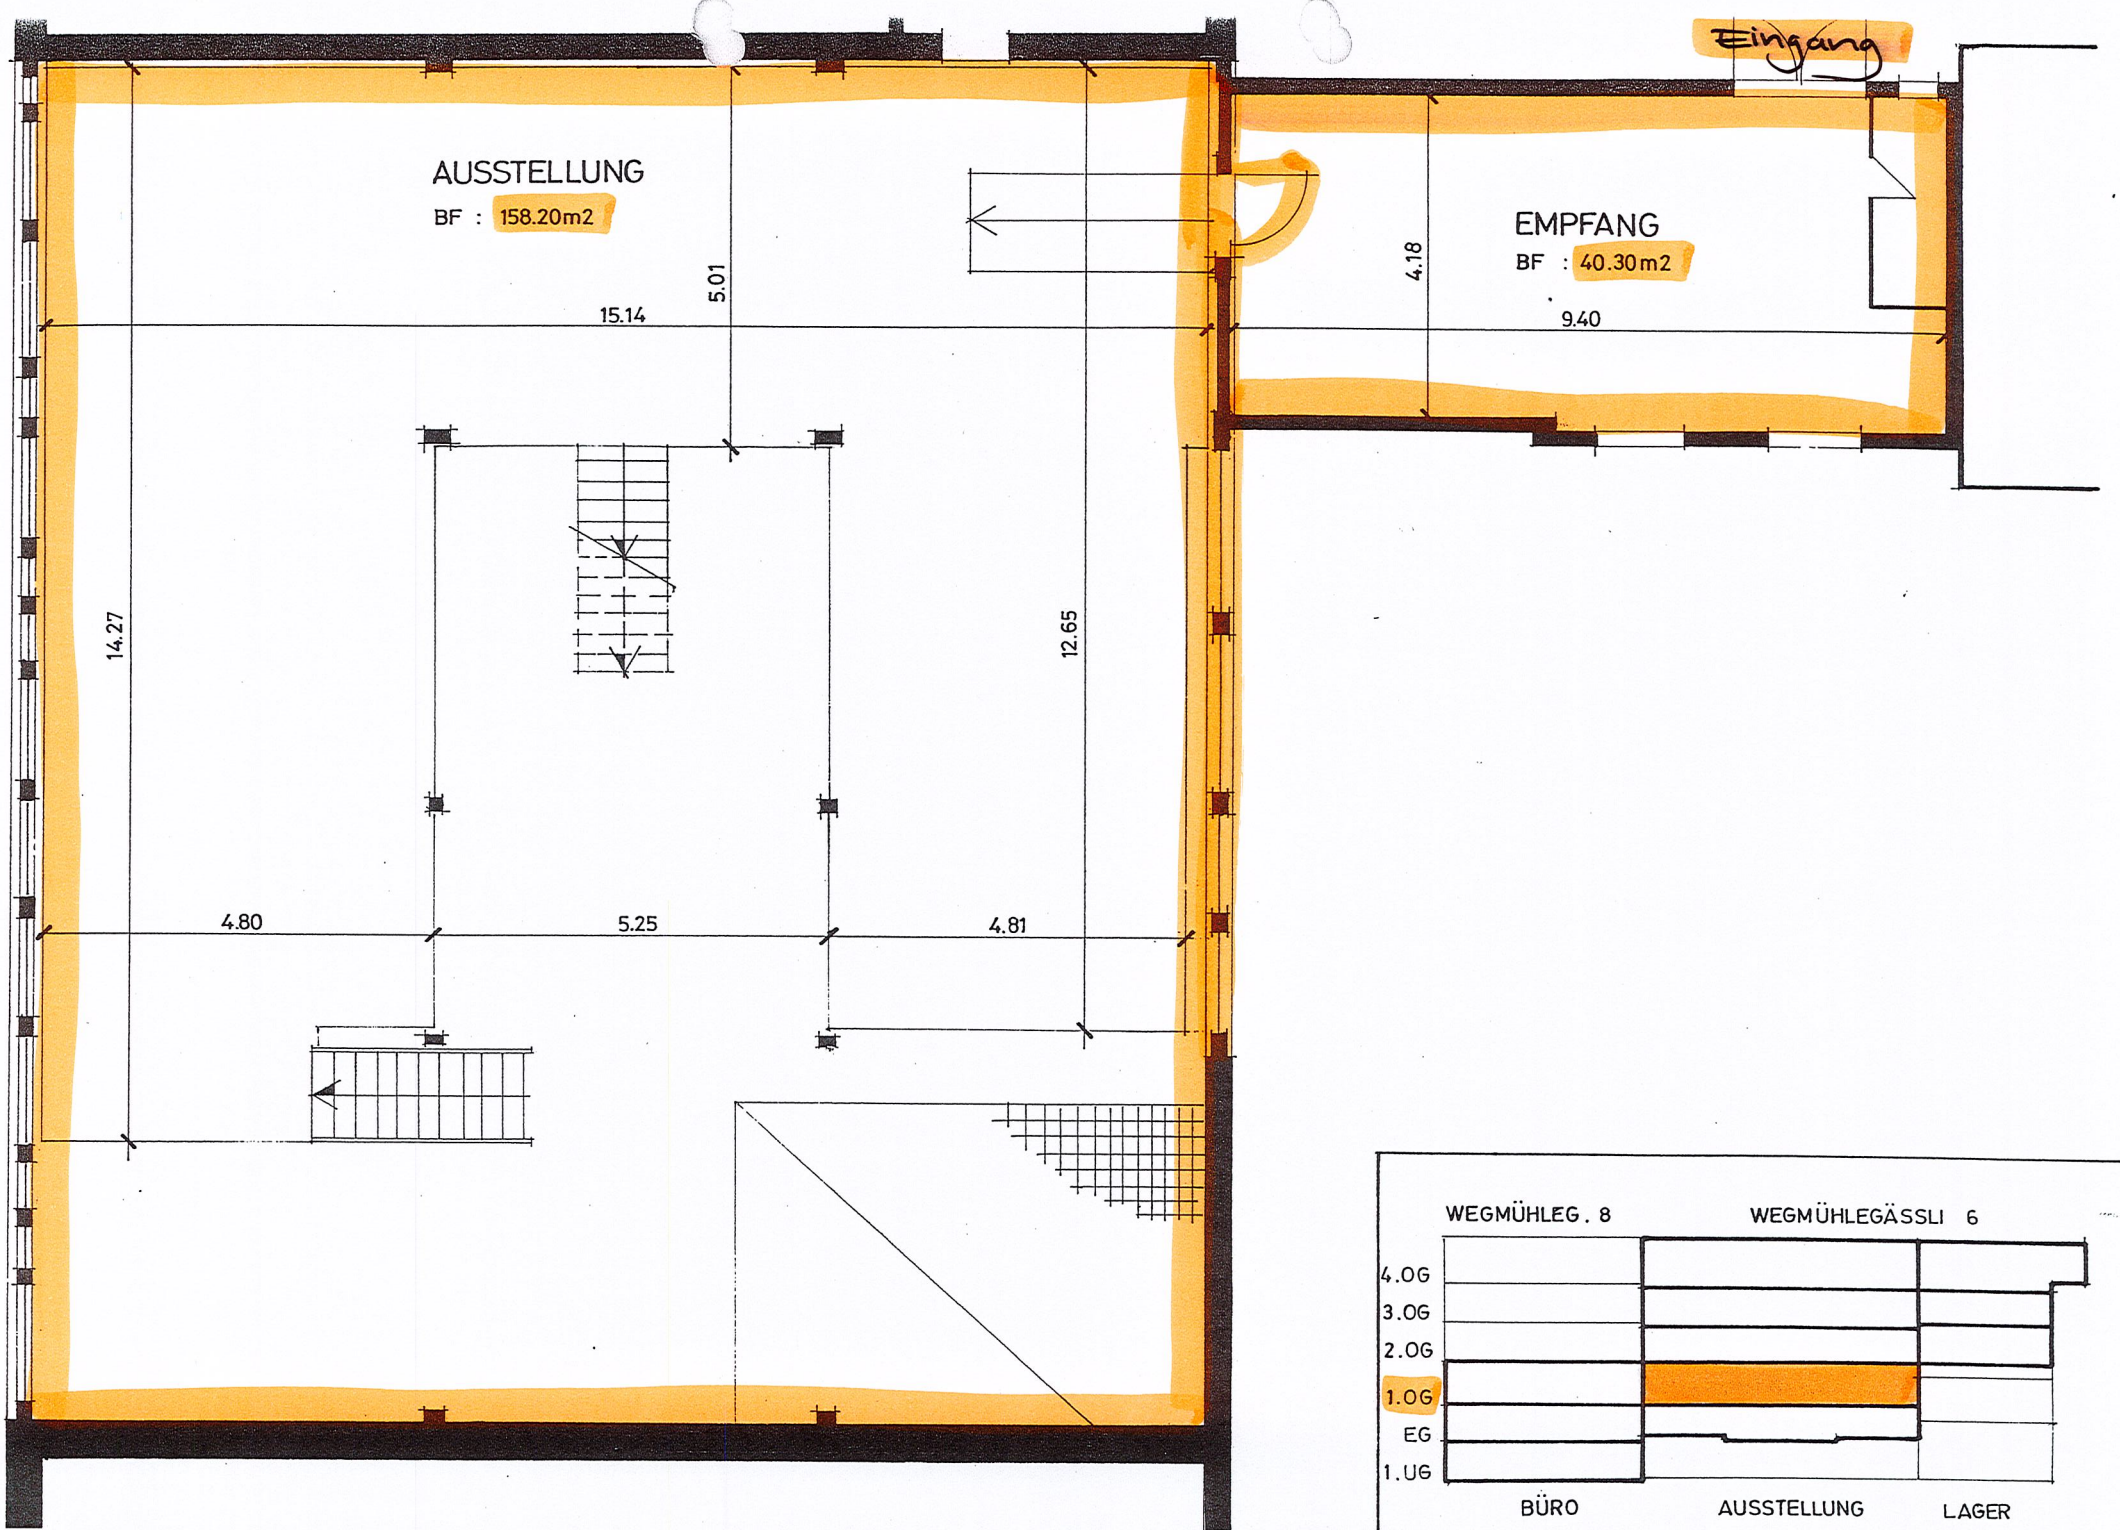 Eingang
AUSSTELLUNG
BF : 158.20m2
EMPFANG
BF : 40.30m2
5.01
4.18
15.14
9.40
14.27
12.65
4.80
5.25
4.81
WEGMÜHLEG. 8
WEGMÜHLEGÄSSLI 6
4.OG
3.OG
2.OG
1.OG
EG
1.UG
BÜRO
AUSSTELLUNG
LAGER